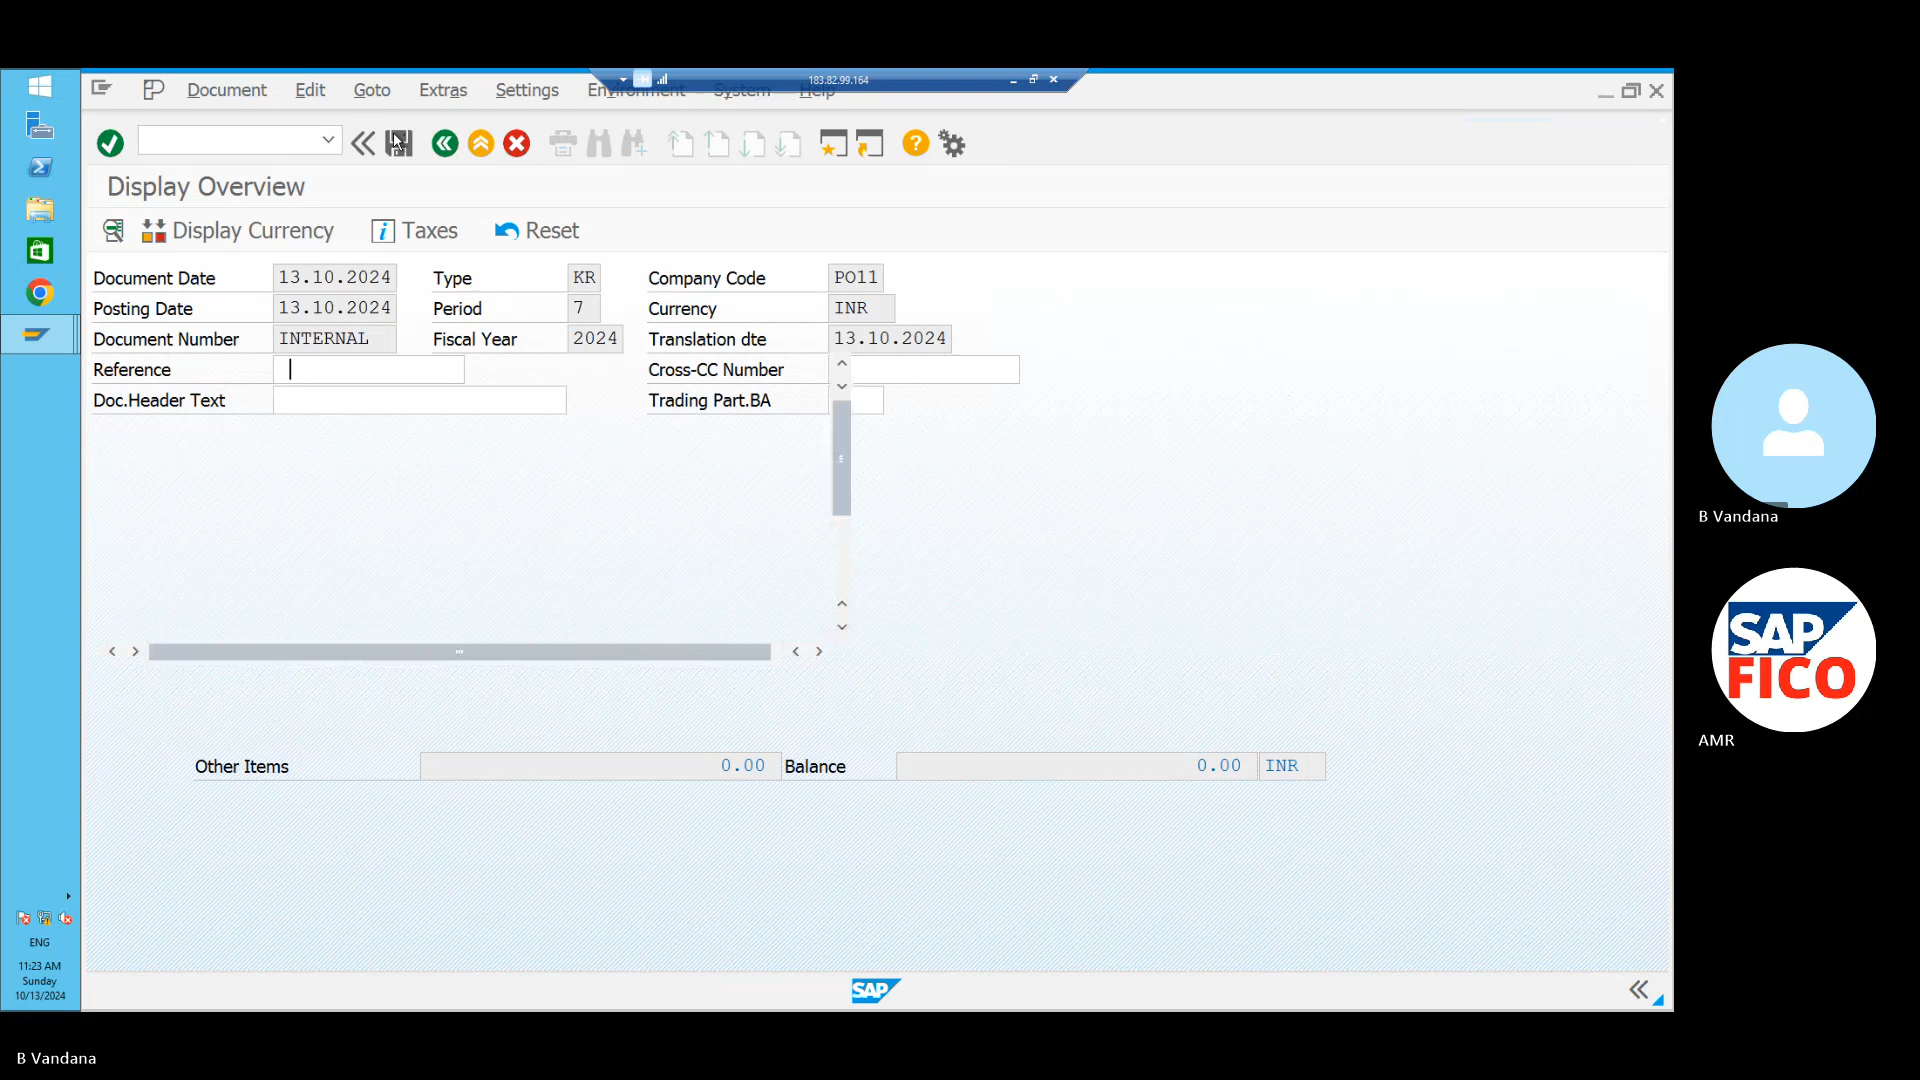 183.82.99.164
Document Edit Goto Extras Settings Environment System Help
Display Overview
Display Currency Taxes Reset
Document Date 13.10.2024 Type KR Company Code PO11
Posting Date 13.10.2024 Period 7 Currency INR
Document Number INTERNAL Fiscal Year 2024 Translation dte 13.10.2024
Reference Cross-CC Number
Doc.Header Text Trading Part.BA
Other Items 0.00 Balance 0.00 INR
SAP
ENG
11:23 AM
Sunday
10/13/2024
B Vandana
SAP
FICO
AMR
B Vandana